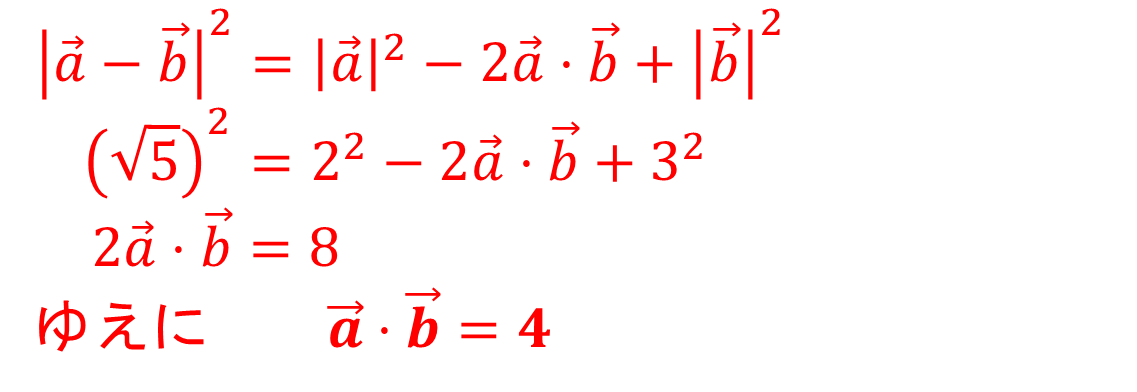 |a⃗ − b⃗|² = |a⃗|² − 2a⃗ · b⃗ + |b⃗|²
(√5)² = 2² − 2a⃗ · b⃗ + 3²
2a⃗ · b⃗ = 8
ゆえに a⃗ · b⃗ = 4